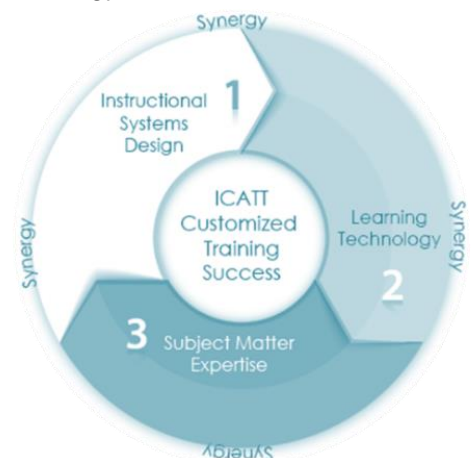 Synergy
1
Instructional
Systems
Design
ICATT
Customized
Training
Success
Learning
Technology
2
Synergy
Synergy
3
Subject Matter
Expertise
Synergy